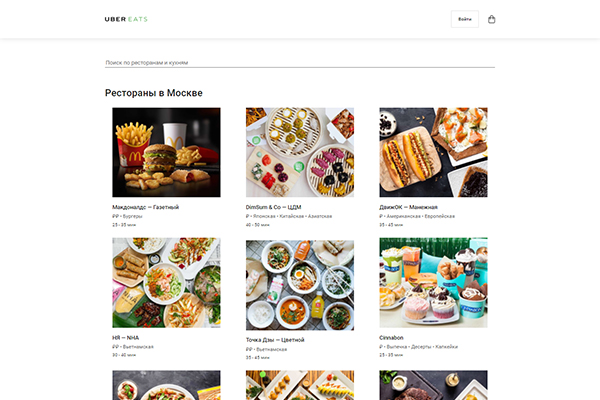 UBER EATS
Войти
Поиск по ресторанам и кухням
Рестораны в Москве
Макдоналдс — Газетный
₽₽ • Бургеры
25 - 35 мин
DimSum & Co — ЦДМ
₽ • Японская • Китайская • Азиатская
40 - 50 мин
ДвижОК — Манежная
₽ • Американская • Европейская
35 - 45 мин
НЯ — NHA
₽₽ • Вьетнамская
30 - 40 мин
Точка Дзы — Цветной
₽₽ • Вьетнамская
35 - 45 мин
Cinnabon
₽ • Выпечка • Десерты • Капкейки
25 - 35 мин